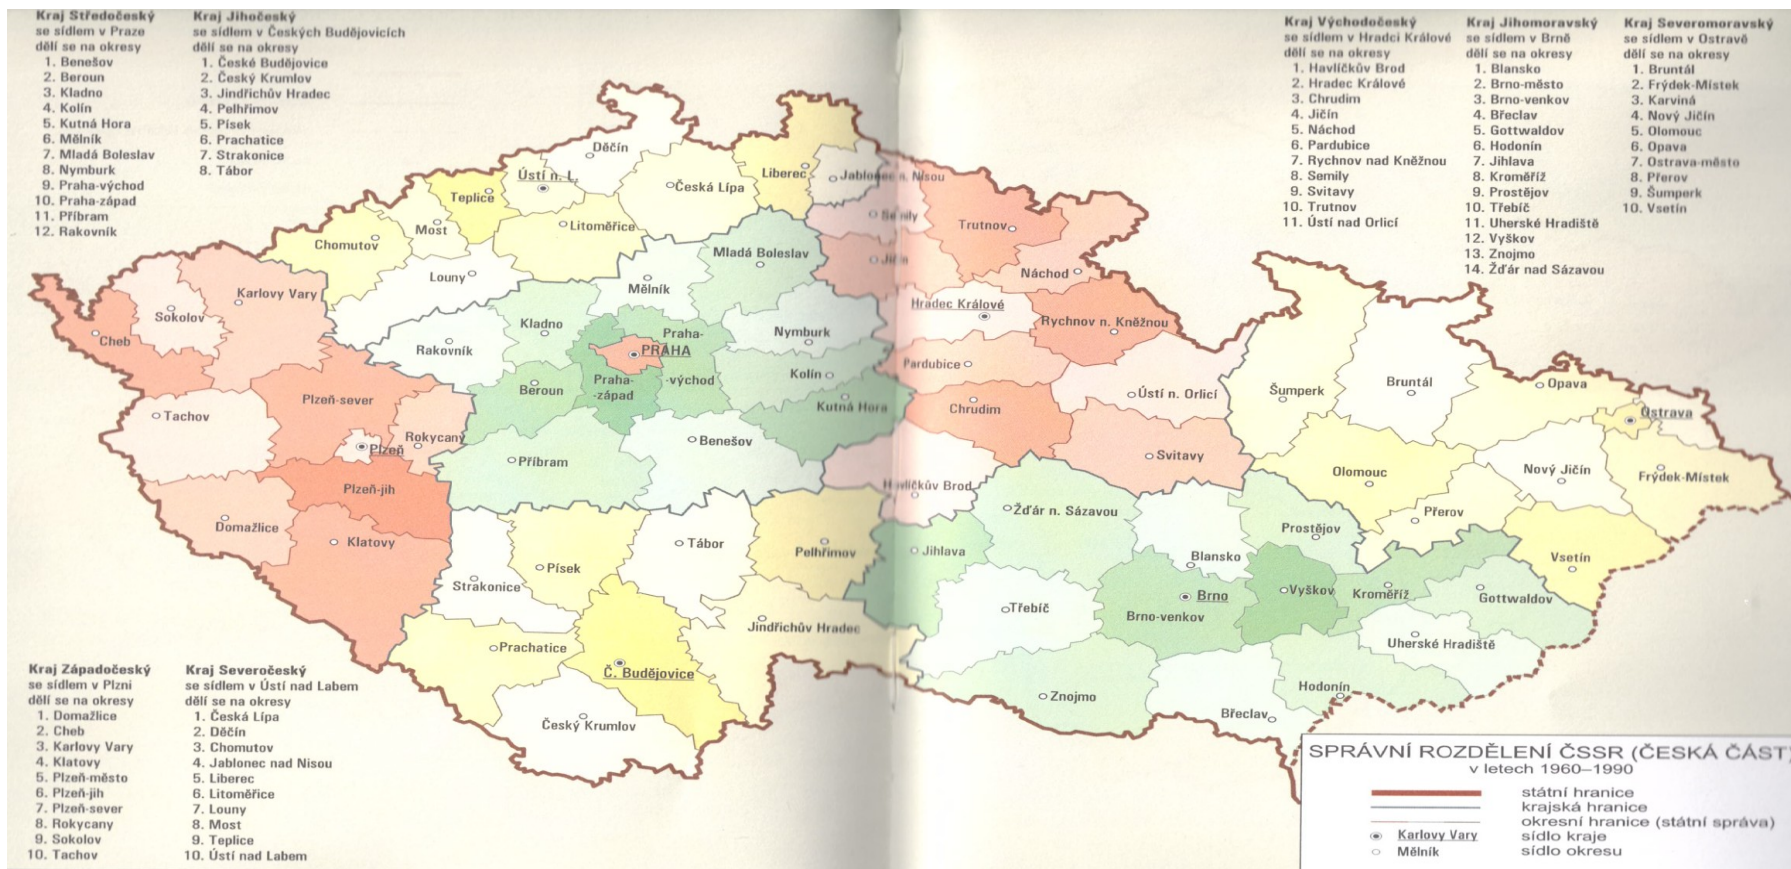 Kraj Středočeský
se sídlem v Praze
dělí se na okresy
1. Benešov
2. Beroun
3. Kladno
4. Kolín
5. Kutná Hora
6. Mělník
7. Mladá Boleslav
8. Nymburk
9. Praha-východ
10. Praha-západ
11. Příbram
12. Rakovník
Kraj Jihočeský
se sídlem v Českých Budějovicích
dělí se na okresy
1. České Budějovice
2. Český Krumlov
3. Jindřichův Hradec
4. Pelhřimov
5. Písek
6. Prachatice
7. Strakonice
8. Tábor
Kraj Východočeský
se sídlem v Hradci Králové
dělí se na okresy
1. Havlíčkův Brod
2. Hradec Králové
3. Chrudim
4. Jičín
5. Náchod
6. Pardubice
7. Rychnov nad Kněžnou
8. Semily
9. Svitavy
10. Trutnov
11. Ústí nad Orlicí
Kraj Jihomoravský
se sídlem v Brně
dělí se na okresy
1. Blansko
2. Brno-město
3. Brno-venkov
4. Břeclav
5. Gottwaldov
6. Hodonín
7. Jihlava
8. Kroměříž
9. Prostějov
10. Třebíč
11. Uherské Hradiště
12. Vyškov
13. Znojmo
14. Žďár nad Sázavou
Kraj Severomoravský
se sídlem v Ostravě
dělí se na okresy
1. Bruntál
2. Frýdek-Místek
3. Karviná
4. Nový Jičín
5. Olomouc
6. Opava
7. Ostrava-město
8. Přerov
9. Šumperk
10. Vsetín
Děčín
Ústí n. L.
Teplice
Česká Lípa
Liberec
Jablonec n. Nisou
Semily
Trutnov
Most
Litoměřice
Chomutov
Louny
Mělník
Mladá Boleslav
Jičín
Náchod
Karlovy Vary
Sokolov
Cheb
Rakovník
Kladno
PRAHA
Praha-
-východ
Praha-
-západ
Nymburk
Hradec Králové
Rychnov n. Kněžnou
Beroun
Kolín
Pardubice
Kutná Hora
Chrudim
Ústí n. Orlicí
Šumperk
Bruntál
Opava
Ostrava
Plzeň-sever
Tachov
Plzeň
Rokycany
Benešov
Příbram
Svitavy
Olomouc
Nový Jičín
Frýdek-Místek
Plzeň-jih
Havlíčkův Brod
Domažlice
Klatovy
Žďár n. Sázavou
Přerov
Prostějov
Tábor
Pelhřimov
Jihlava
Blansko
Vsetín
Strakonice
Písek
Třebíč
Brno
Brno-venkov
Vyškov
Kroměříž
Gottwaldov
Jindřichův Hradec
Uherské Hradiště
Prachatice
Č. Budějovice
Znojmo
Hodonín
Břeclav
Český Krumlov
Kraj Západočeský
se sídlem v Plzni
dělí se na okresy
1. Domažlice
2. Cheb
3. Karlovy Vary
4. Klatovy
5. Plzeň-město
6. Plzeň-jih
7. Plzeň-sever
8. Rokycany
9. Sokolov
10. Tachov
Kraj Severočeský
se sídlem v Ústí nad Labem
dělí se na okresy
1. Česká Lípa
2. Děčín
3. Chomutov
4. Jablonec nad Nisou
5. Liberec
6. Litoměřice
7. Louny
8. Most
9. Teplice
10. Ústí nad Labem
SPRÁVNÍ ROZDĚLENÍ ČSSR (ČESKÁ ČÁST)
v letech 1960–1990
státní hranice
krajská hranice
okresní hranice (státní správa)
Karlovy Vary sídlo kraje
Mělník sídlo okresu